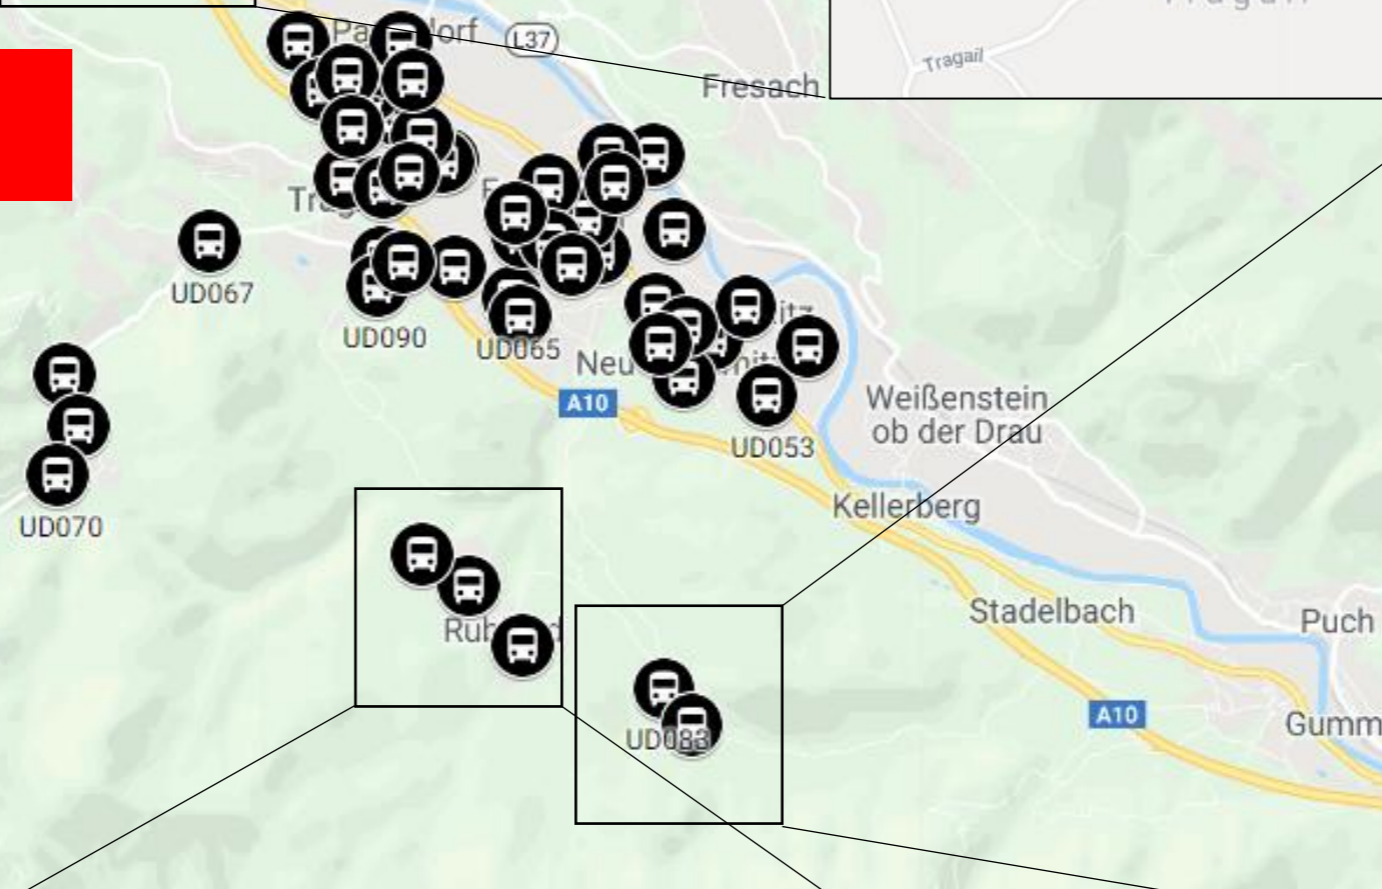 L37
Fresach
Tragail
UD067
UD090
UD065
A10
UD053
Weißenstein
ob der Drau
Kellerberg
UD070
Stadelbach
Puch
UD083
A10